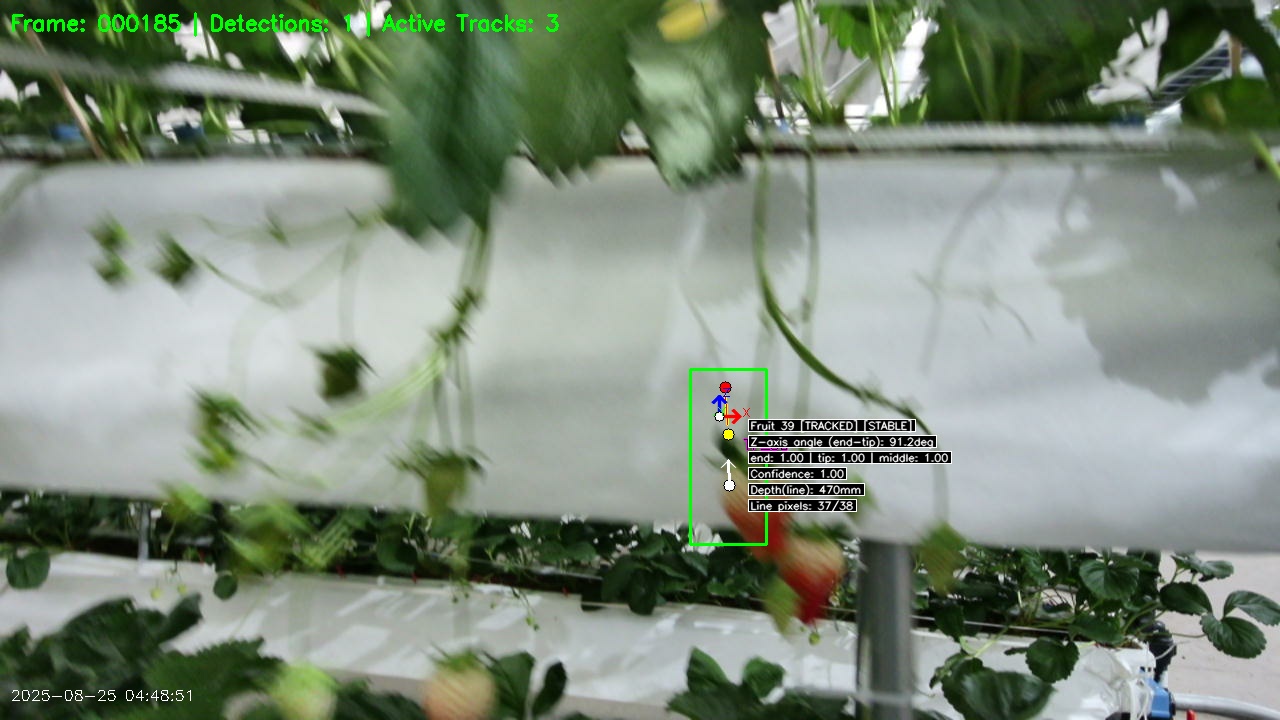 Frame: 000185 | Detections: 1 | Active Tracks: 3
X
Fruit 39 [TRACKED] [STABLE]
Z-axis angle (end-tip): 91.2deg
end: 1.00 | tip: 1.00 | middle: 1.00
Confidence: 1.00
Depth(line): 470mm
Line pixels: 37/38
2025-08-25 04:48:51